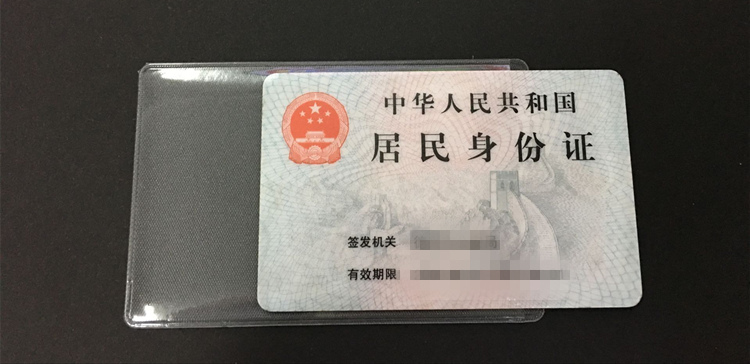 中华人民共和国
居民身份证
签发机关
有效期限